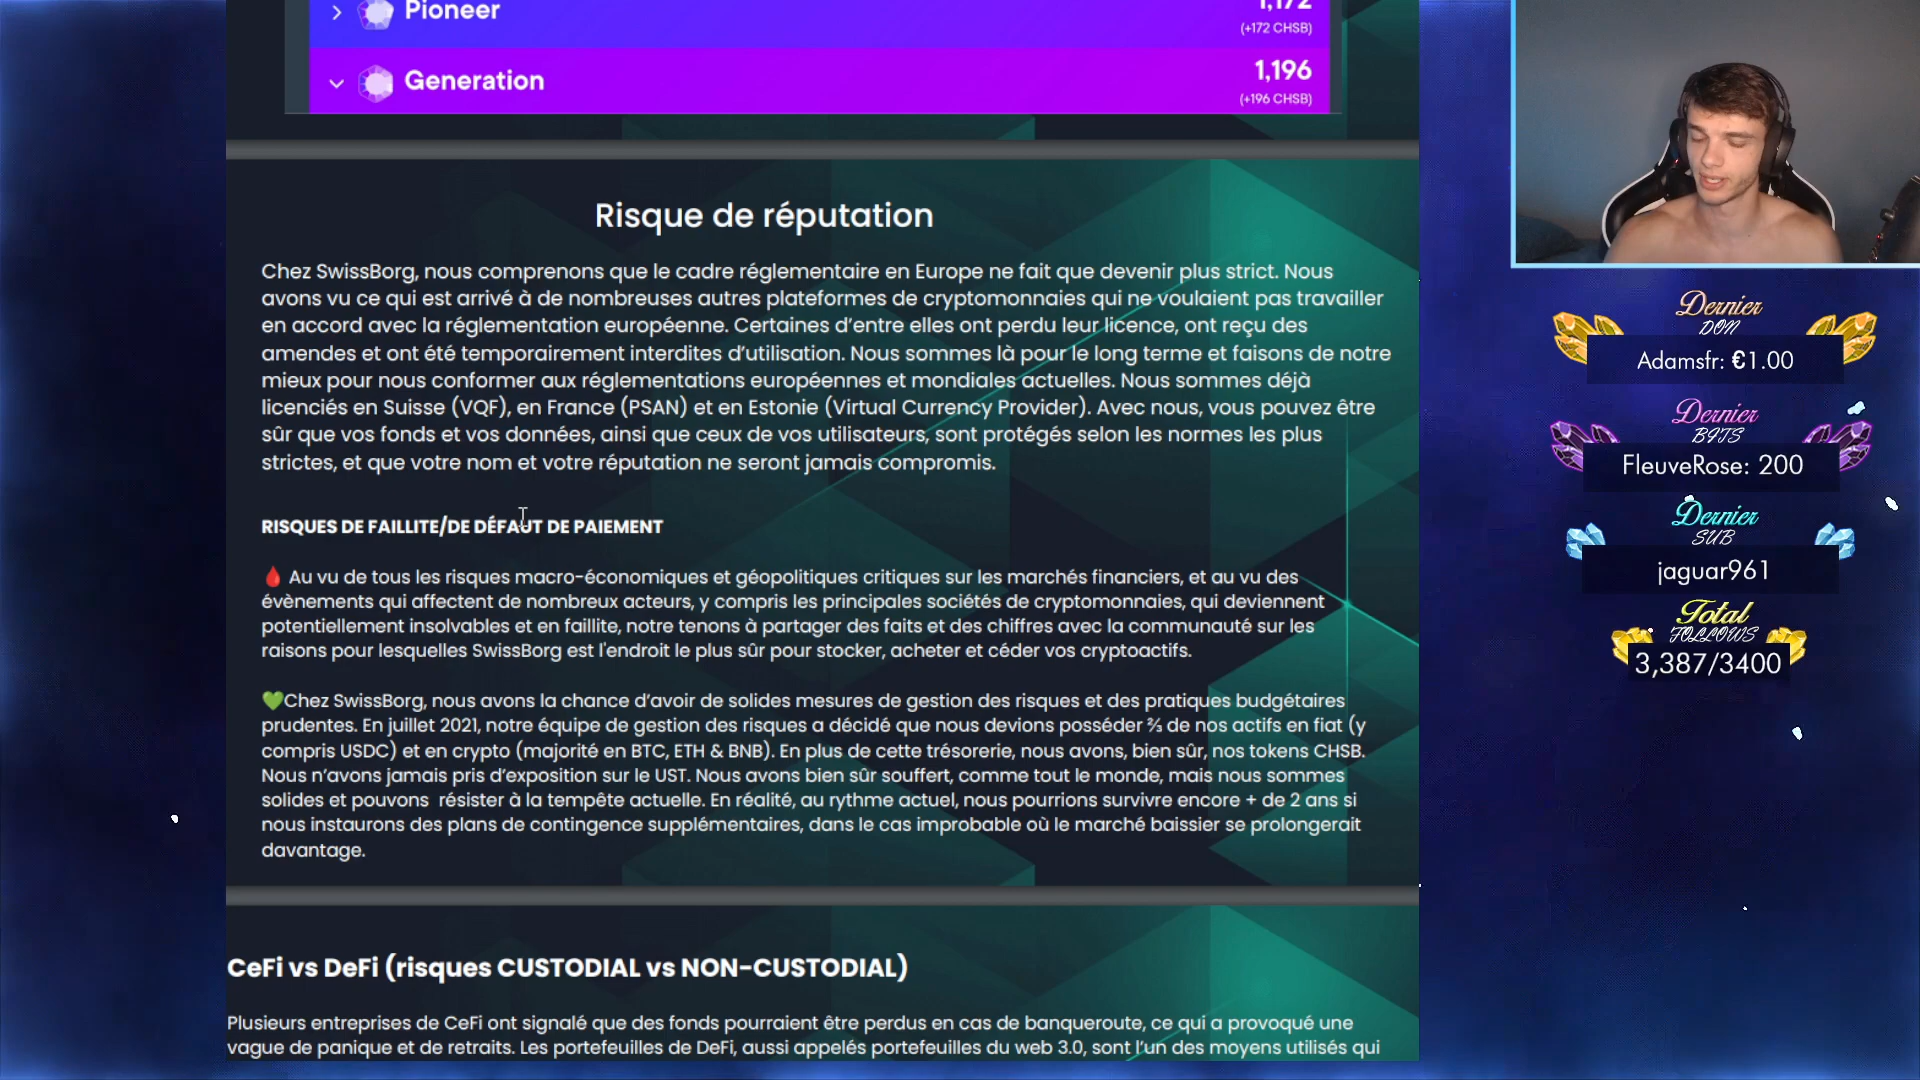 Pioneer
1,172
(+172 CHSB)
Generation
1,196
(+196 CHSB)
Risque de réputation
Chez SwissBorg, nous comprenons que le cadre réglementaire en Europe ne fait que devenir plus strict. Nous
avons vu ce qui est arrivé à de nombreuses autres plateformes de cryptomonnaies qui ne voulaient pas travailler
en accord avec la réglementation européenne. Certaines d'entre elles ont perdu leur licence, ont reçu des
amendes et ont été temporairement interdites d'utilisation. Nous sommes là pour le long terme et faisons de notre
mieux pour nous conformer aux réglementations européennes et mondiales actuelles. Nous sommes déjà
licenciés en Suisse (VQF), en France (PSAN) et en Estonie (Virtual Currency Provider). Avec nous, vous pouvez être
sûr que vos fonds et vos données, ainsi que ceux de vos utilisateurs, sont protégés selon les normes les plus
strictes, et que votre nom et votre réputation ne seront jamais compromis.
RISQUES DE FAILLITE/DE DÉFAUT DE PAIEMENT
🩸 Au vu de tous les risques macro-économiques et géopolitiques critiques sur les marchés financiers, et au vu des
évènements qui affectent de nombreux acteurs, y compris les principales sociétés de cryptomonnaies, qui deviennent
potentiellement insolvables et en faillite, notre tenons à partager des faits et des chiffres avec la communauté sur les
raisons pour lesquelles SwissBorg est l'endroit le plus sûr pour stocker, acheter et céder vos cryptoactifs.
💚Chez SwissBorg, nous avons la chance d'avoir de solides mesures de gestion des risques et des pratiques budgétaires
prudentes. En juillet 2021, notre équipe de gestion des risques a décidé que nous devions posséder ⅔ de nos actifs en fiat (y
compris USDC) et en crypto (majorité en BTC, ETH & BNB). En plus de cette trésorerie, nous avons, bien sûr, nos tokens CHSB.
Nous n'avons jamais pris d'exposition sur le UST. Nous avons bien sûr souffert, comme tout le monde, mais nous sommes
solides et pouvons  résister à la tempête actuelle. En réalité, au rythme actuel, nous pourrions survivre encore + de 2 ans si
nous instaurons des plans de contingence supplémentaires, dans le cas improbable où le marché baissier se prolongerait
davantage.
CeFi vs DeFi (risques CUSTODIAL vs NON-CUSTODIAL)
Plusieurs entreprises de CeFi ont signalé que des fonds pourraient être perdus en cas de banqueroute, ce qui a provoqué une
vague de panique et de retraits. Les portefeuilles de DeFi, aussi appelés portefeuilles du web 3.0, sont l'un des moyens utilisés qui
Dernier
DON
Adamsfr: €1.00
Dernier
BITS
FleuveRose: 200
Dernier
SUB
jaguar961
Total
FOLLOWS
3,387/3400